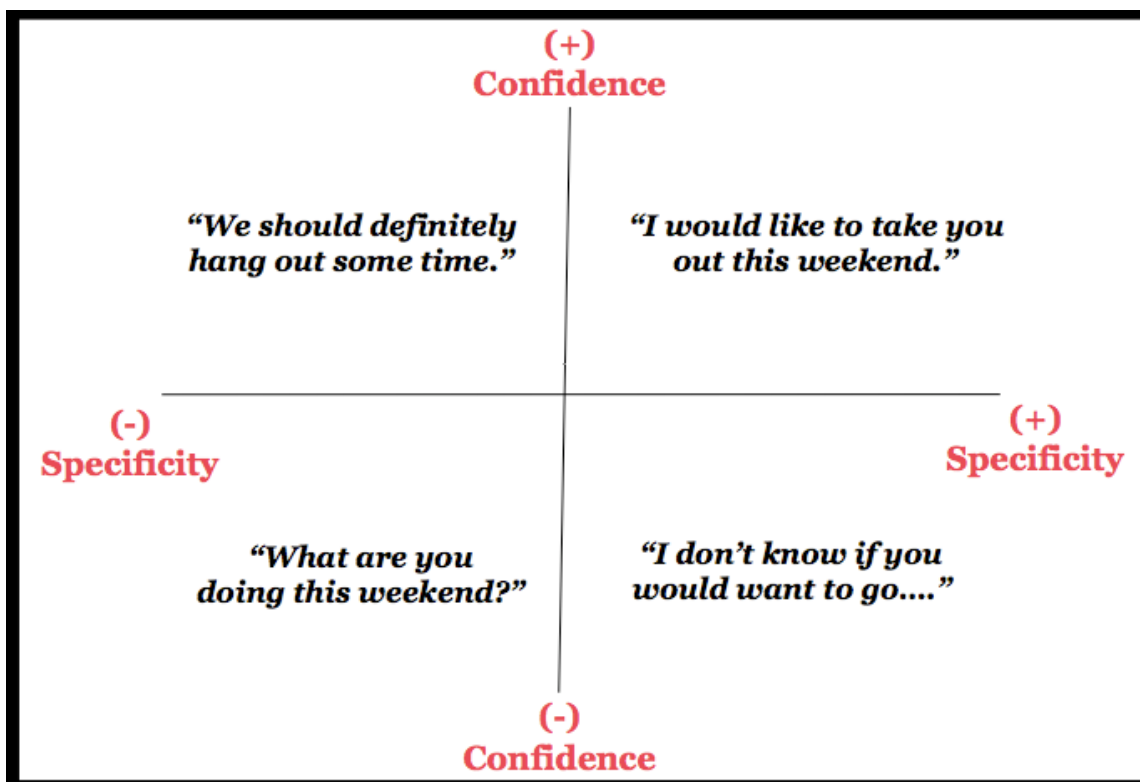 (+)
Confidence
“We should definitely
hang out some time.”
“I would like to take you
out this weekend.”
(-)
Specificity
(+)
Specificity
“What are you
doing this weekend?”
“I don’t know if you
would want to go....”
(-)
Confidence